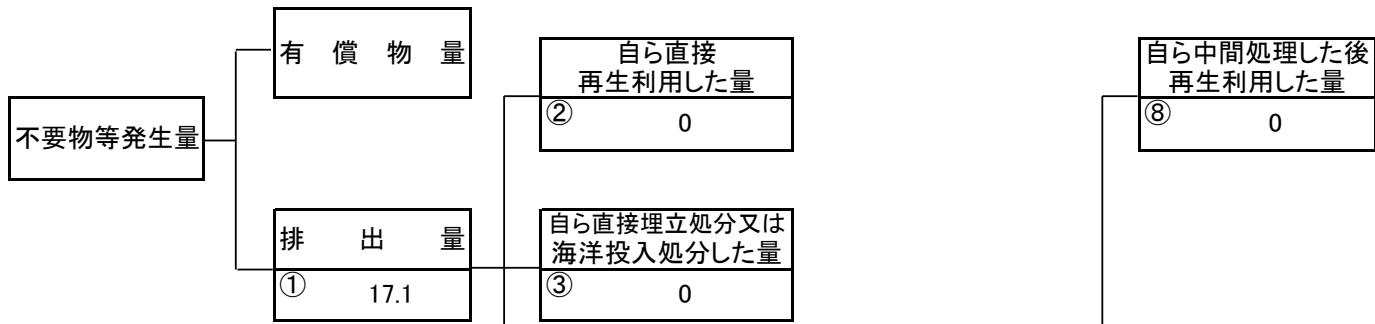 不要物等発生量
有 償 物 量
排 出 量
① 17.1
自ら直接
再生利用した量
② 0
自ら直接埋立処分又は
海洋投入処分した量
③ 0
自ら中間処理した後
再生利用した量
⑧ 0